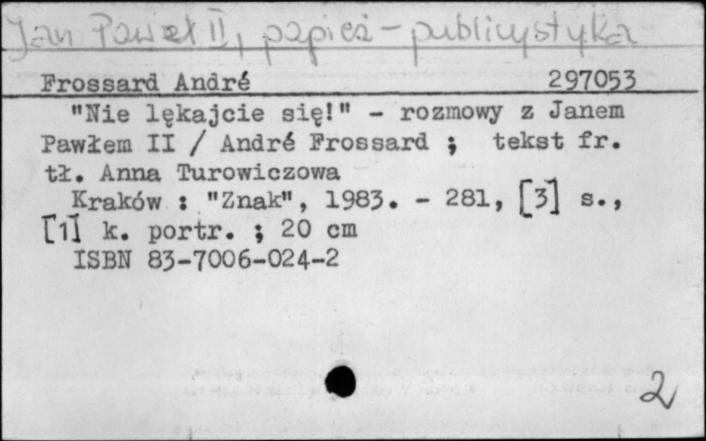 Jan Paweł II, papież - publicystyka
Frossard André 297053
"Nie lękajcie się!" - rozmowy z Janem
Pawłem II / André Frossard ; tekst fr.
tł. Anna Turowiczowa
Kraków : "Znak", 1983. - 281, [3] s.,
[1] k. portr. ; 20 cm
ISBN 83-7006-024-2
2